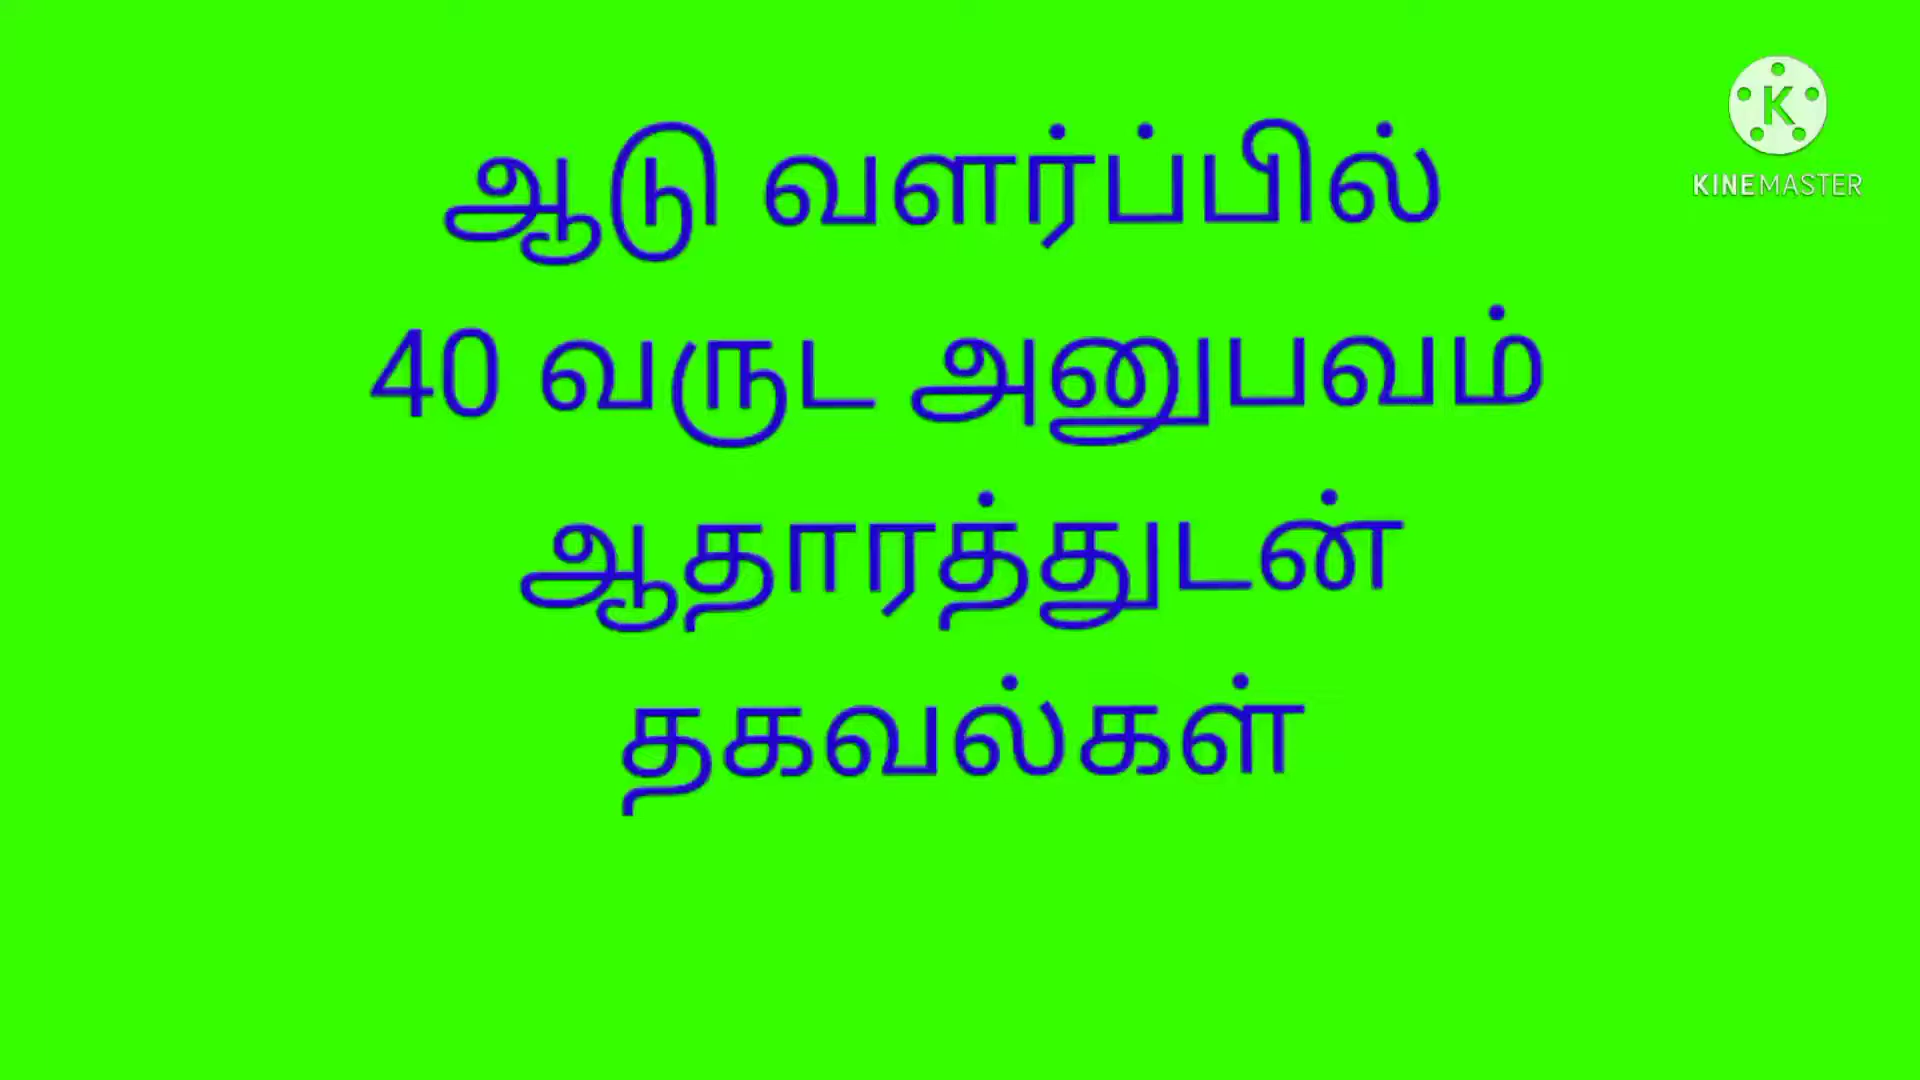 ஆடு வளர்ப்பில்
40 வருட அனுபவம்
ஆதாரத்துடன்
தகவல்கள்
K
KINEMASTER